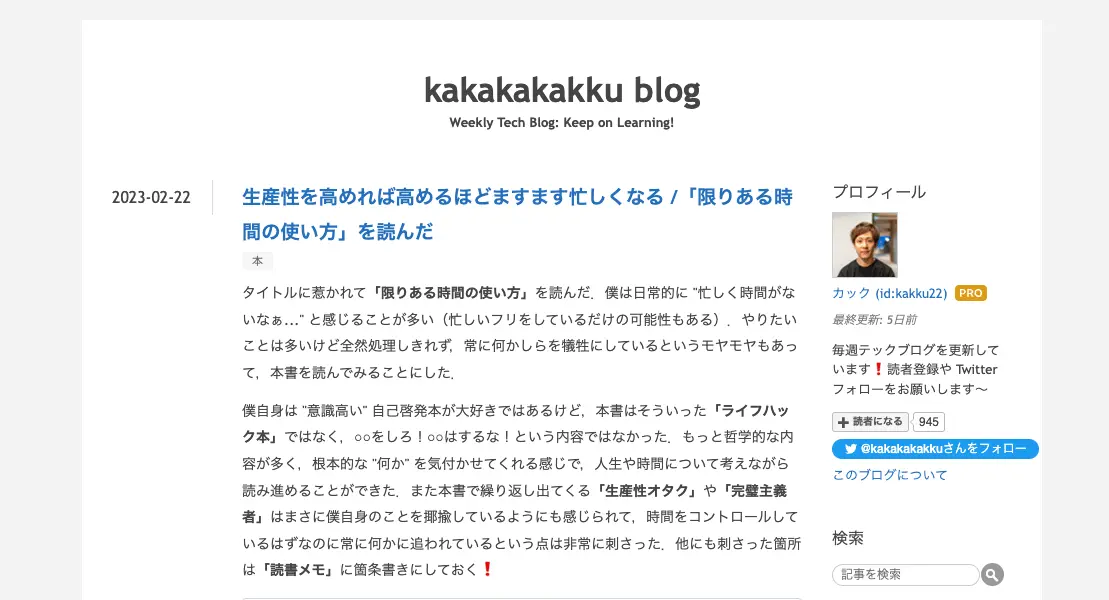 kakakakakku blog
Weekly Tech Blog: Keep on Learning!
2023-02-22
生産性を高めれば高めるほどますます忙しくなる /「限りある時
間の使い方」を読んだ
本
タイトルに惹かれて「限りある時間の使い方」を読んだ．僕は日常的に "忙しく時間がな
いなぁ..." と感じることが多い（忙しいフリをしているだけの可能性もある）．やりたい
ことは多いけど全然処理しきれず，常に何かしらを犠牲にしているというモヤモヤもあっ
て，本書を読んでみることにした．
僕自身は "意識高い" 自己啓発本が大好きではあるけど，本書はそういった「ライフハッ
ク本」ではなく，○○をしろ！○○はするな！という内容ではなかった．もっと哲学的な内
容が多く，根本的な "何か" を気付かせてくれる感じで，人生や時間について考えながら
読み進めることができた．また本書で繰り返し出てくる「生産性オタク」や「完璧主義
者」はまさに僕自身のことを揶揄しているようにも感じられて，時間をコントロールして
いるはずなのに常に何かに追われているという点は非常に刺さった．他にも刺さった箇所
は「読書メモ」に箇条書きにしておく❗
プロフィール
カック (id:kakku22) PRO
最終更新: 5日前
毎週テックブログを更新して
います❗読者登録や Twitter
フォローをお願いします〜
読者になる 945
@kakakakakkuさんをフォロー
このブログについて
検索
記事を検索